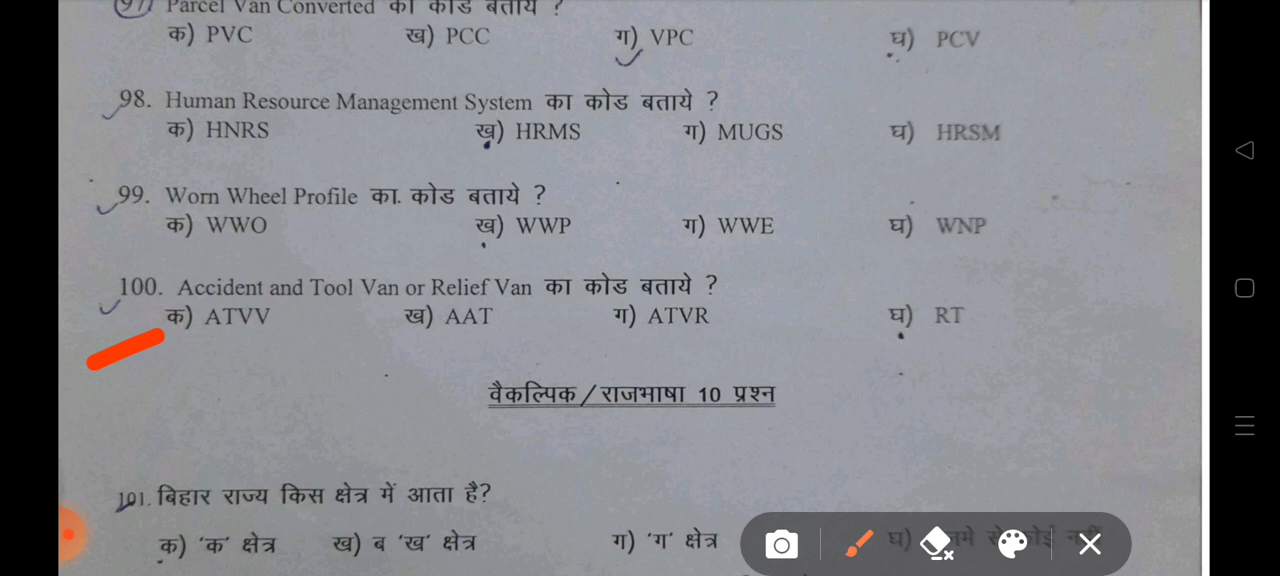 97) Parcel Van Converted का कोड बताये ?
क) PVC ख) PCC ग) VPC घ) PCV
98. Human Resource Management System का कोड बताये ?
क) HNRS ख) HRMS ग) MUGS घ) HRSM
99. Worn Wheel Profile का. कोड बताये ?
क) WWO ख) WWP ग) WWE घ) WNP
100. Accident and Tool Van or Relief Van का कोड बताये ?
क) ATVV ख) AAT ग) ATVR घ) RT
वैकल्पिक/राजभाषा 10 प्रश्न
101. बिहार राज्य किस क्षेत्र में आता है?
क) 'क' क्षेत्र ख) ब 'ख' क्षेत्र ग) 'ग' क्षेत्र घ)